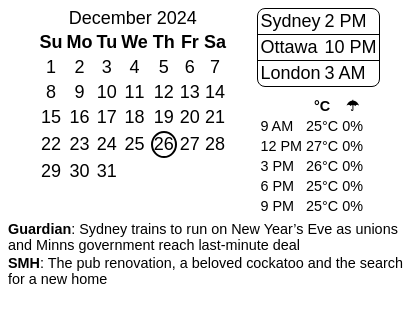 December 2024
Su Mo Tu We Th Fr Sa
1 2 3 4 5 6 7
8 9 10 11 12 13 14
15 16 17 18 19 20 21
22 23 24 25 26 27 28
29 30 31
Sydney 2 PM
Ottawa 10 PM
London 3 AM
°C ☂
9 AM 25°C 0%
12 PM 27°C 0%
3 PM 26°C 0%
6 PM 25°C 0%
9 PM 25°C 0%
Guardian: Sydney trains to run on New Year’s Eve as unions
and Minns government reach last-minute deal
SMH: The pub renovation, a beloved cockatoo and the search
for a new home